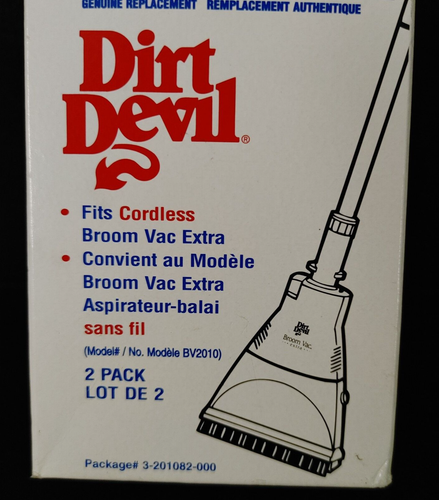 GENUINE REPLACEMENT REMPLACEMENT AUTHENTIQUE
Dirt
Devil®
• Fits Cordless
Broom Vac Extra
• Convient au Modèle
Broom Vac Extra
Aspirateur-balai
sans fil
(Model# / No. Modèle BV2010)
2 PACK
LOT DE 2
Package# 3-201082-000
Dirt
Devil
Broom Vac
extra